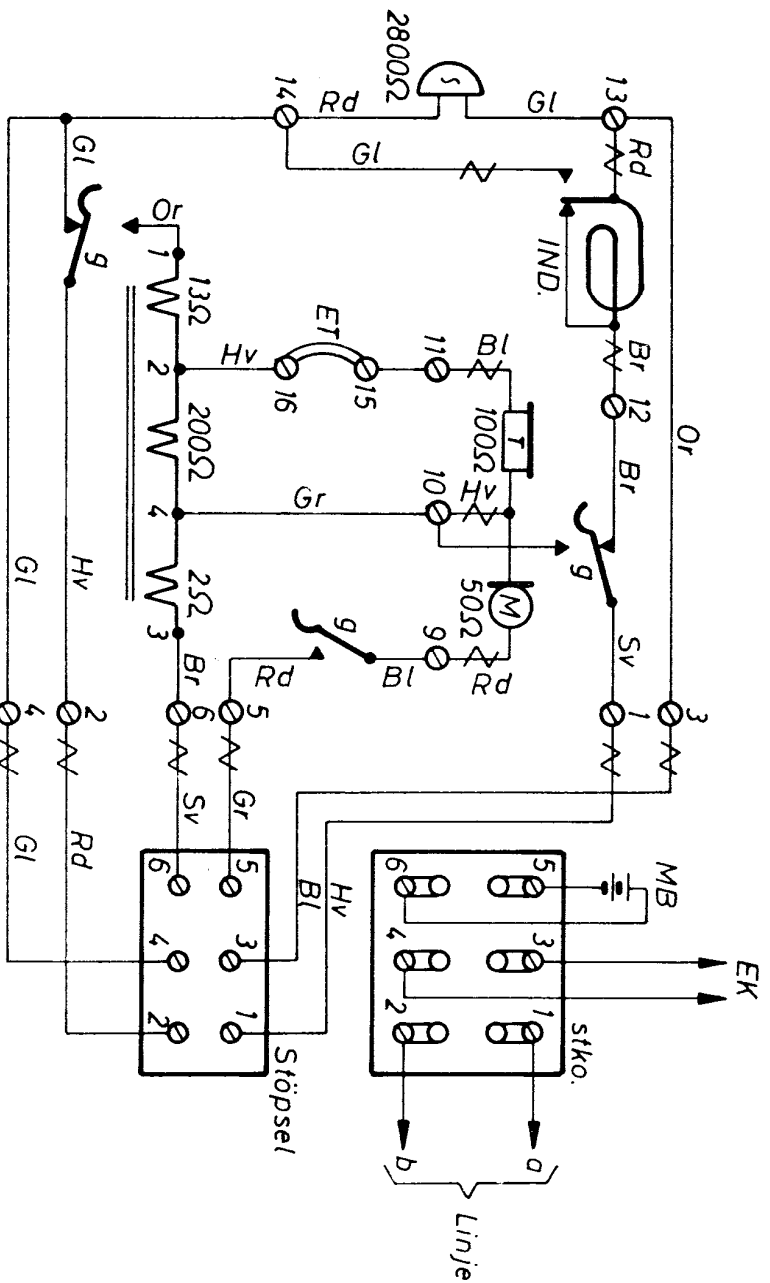 EK
Or
3
MB
13
Rd
Br
12
Br
Sv
1
Gl
IND.
g
stko.
5
3
1
a
Linje
S
2800Ω
T
100Ω
M
50Ω
Bl
Hv
Rd
11
10
9
6
4
2
b
Rd
Gl
ET
15
16
g
Bl
Hv
Bl
14
Hv
Gr
Rd
5
Gr
Stöpsel
5
3
1
13Ω
200Ω
2Ω
Or
1
2
4
3
Br
6
Sv
6
4
2
Gl
g
Hv
2
Rd
Gl
4
Gl